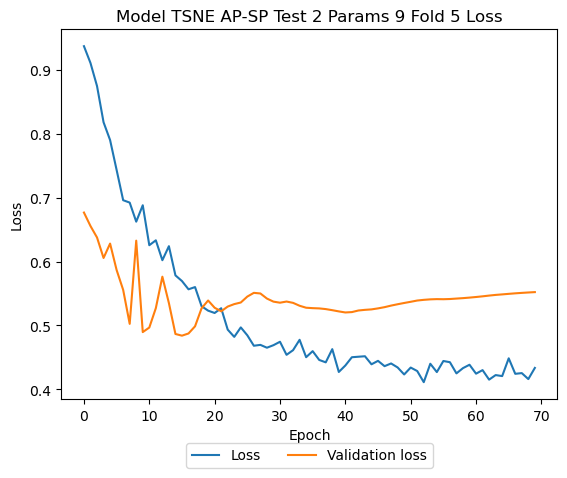 Model TSNE AP-SP Test 2 Params 9 Fold 5 Loss
Loss
0.9
0.8
0.7
0.6
0.5
0.4
0 10 20 30 40 50 60 70
Epoch
Loss Validation loss